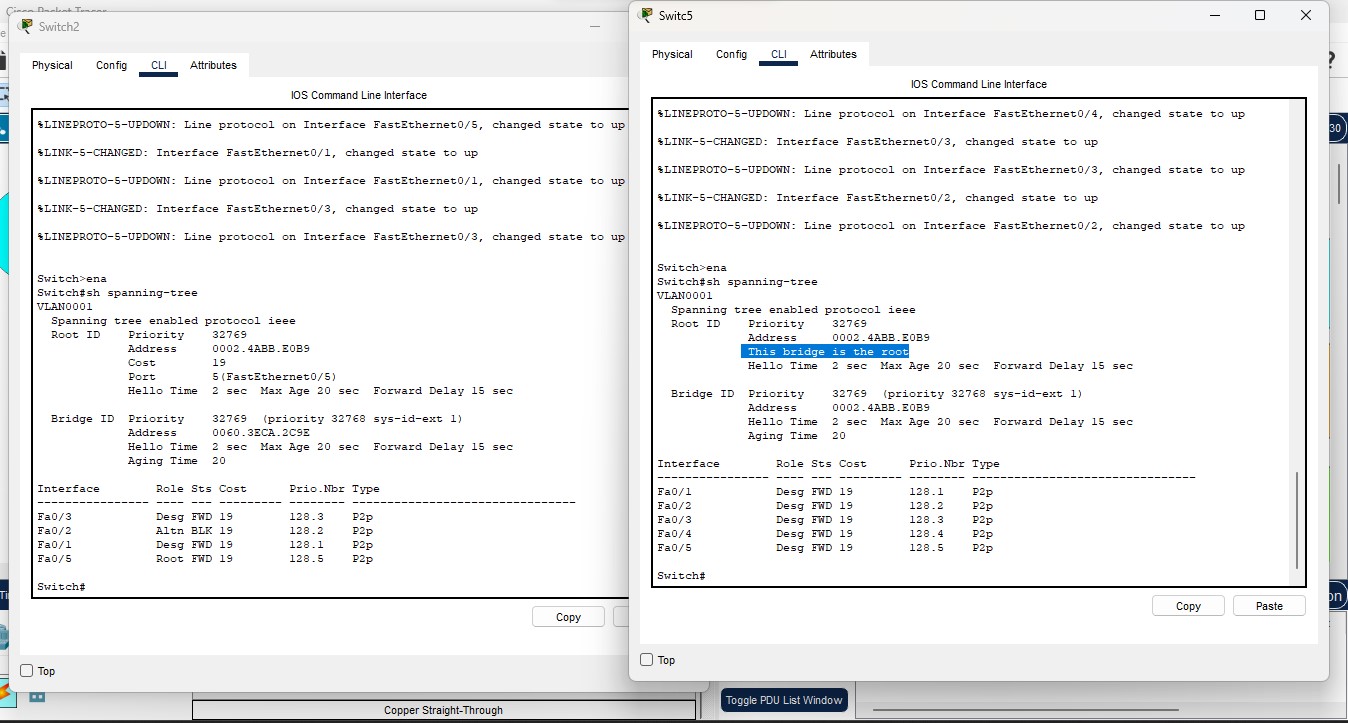 Cisco Packet Tracer
Switch2
Physical Config CLI Attributes
IOS Command Line Interface
%LINEPROTO-5-UPDOWN: Line protocol on Interface FastEthernet0/5, changed state to up
%LINK-5-CHANGED: Interface FastEthernet0/1, changed state to up
%LINEPROTO-5-UPDOWN: Line protocol on Interface FastEthernet0/1, changed state to up
%LINK-5-CHANGED: Interface FastEthernet0/3, changed state to up
%LINEPROTO-5-UPDOWN: Line protocol on Interface FastEthernet0/3, changed state to up
Switch>ena
Switch#sh spanning-tree
VLAN0001
Spanning tree enabled protocol ieee
Root ID Priority 32769
Address 0002.4ABB.E0B9
Cost 19
Port 5(FastEthernet0/5)
Hello Time 2 sec Max Age 20 sec Forward Delay 15 sec
Bridge ID Priority 32769 (priority 32768 sys-id-ext 1)
Address 0060.3ECA.2C9E
Hello Time 2 sec Max Age 20 sec Forward Delay 15 sec
Aging Time 20
Interface Role Sts Cost Prio.Nbr Type
---------------- ---- --- --------- -------- --------------------------------
Fa0/3 Desg FWD 19 128.3 P2p
Fa0/2 Altn BLK 19 128.2 P2p
Fa0/1 Desg FWD 19 128.1 P2p
Fa0/5 Root FWD 19 128.5 P2p
Switch#
Copy
Top
Switc5
Physical Config CLI Attributes
IOS Command Line Interface
%LINEPROTO-5-UPDOWN: Line protocol on Interface FastEthernet0/4, changed state to up
%LINK-5-CHANGED: Interface FastEthernet0/3, changed state to up
%LINEPROTO-5-UPDOWN: Line protocol on Interface FastEthernet0/3, changed state to up
%LINK-5-CHANGED: Interface FastEthernet0/2, changed state to up
%LINEPROTO-5-UPDOWN: Line protocol on Interface FastEthernet0/2, changed state to up
Switch>ena
Switch#sh spanning-tree
VLAN0001
Spanning tree enabled protocol ieee
Root ID Priority 32769
Address 0002.4ABB.E0B9
This bridge is the root
Hello Time 2 sec Max Age 20 sec Forward Delay 15 sec
Bridge ID Priority 32769 (priority 32768 sys-id-ext 1)
Address 0002.4ABB.E0B9
Hello Time 2 sec Max Age 20 sec Forward Delay 15 sec
Aging Time 20
Interface Role Sts Cost Prio.Nbr Type
---------------- ---- --- --------- -------- --------------------------------
Fa0/1 Desg FWD 19 128.1 P2p
Fa0/2 Desg FWD 19 128.2 P2p
Fa0/3 Desg FWD 19 128.3 P2p
Fa0/4 Desg FWD 19 128.4 P2p
Fa0/5 Desg FWD 19 128.5 P2p
Switch#
Copy Paste
Top
?
30
Copper Straight-Through
Toggle PDU List Window